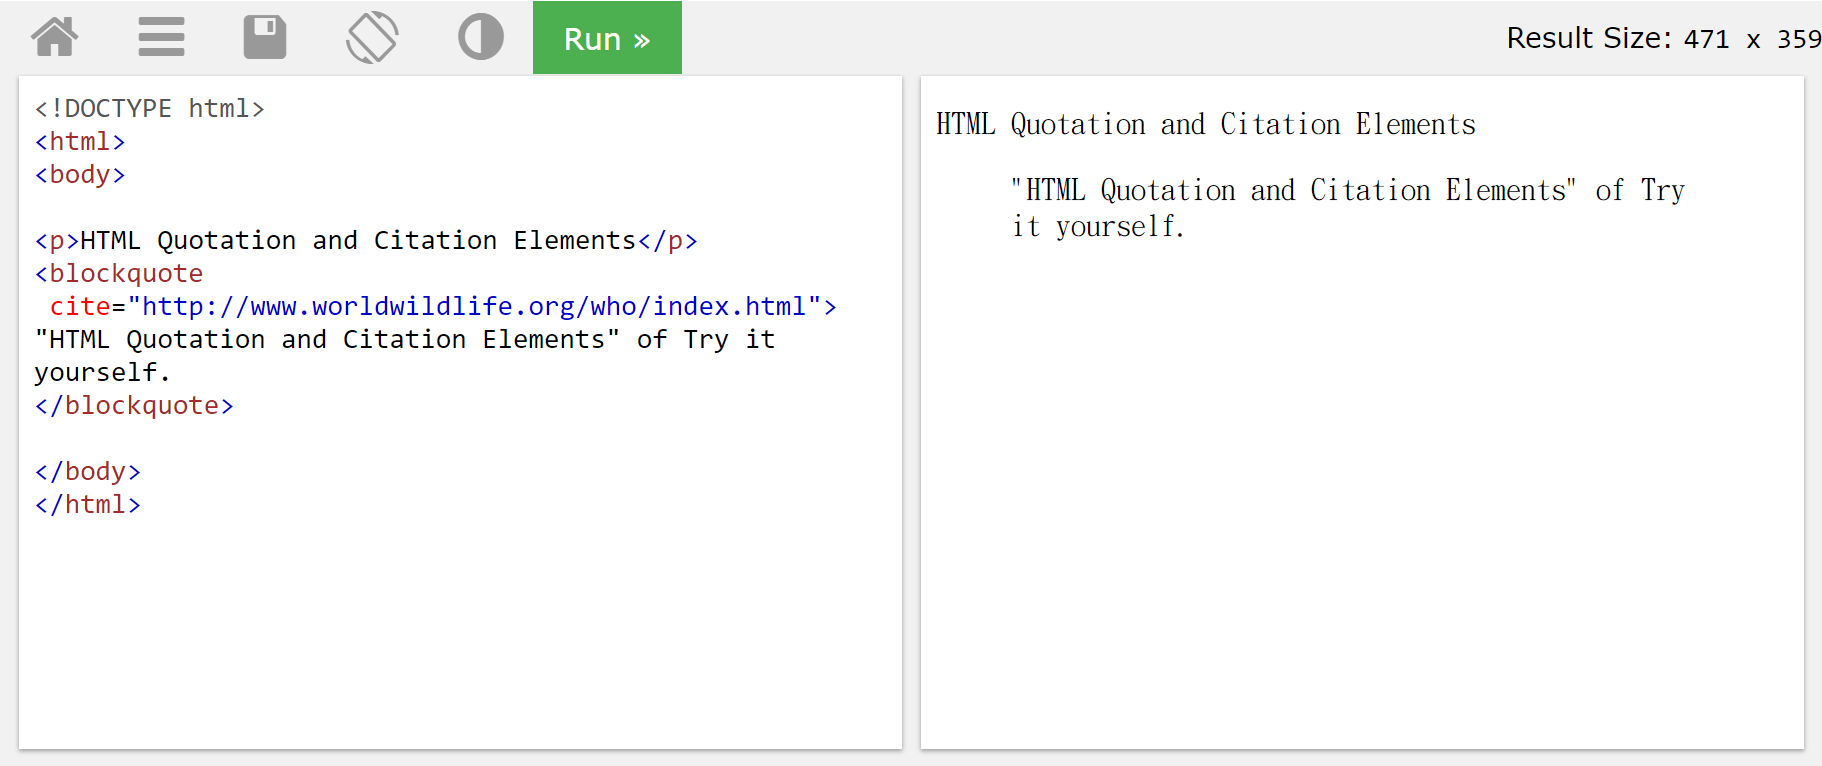 Run »
Result Size: 471 x 359
<!DOCTYPE html>
<html>
<body>
<p>HTML Quotation and Citation Elements</p>
<blockquote
cite="http://www.worldwildlife.org/who/index.html">
"HTML Quotation and Citation Elements" of Try it
yourself.
</blockquote>
</body>
</html>
HTML Quotation and Citation Elements
"HTML Quotation and Citation Elements" of Try
it yourself.